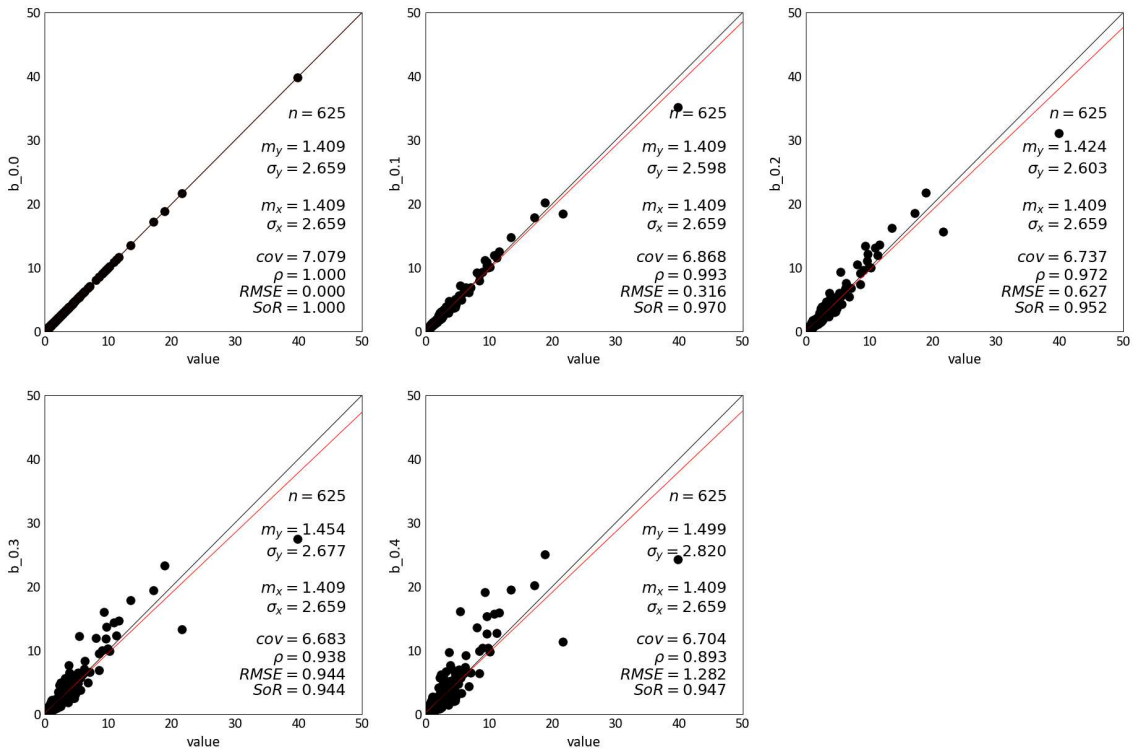 50
40
30
20
10
0
b_0.0
n = 625
m_y = 1.409
σ_y = 2.659
m_x = 1.409
σ_x = 2.659
cov = 7.079
ρ = 1.000
RMSE = 0.000
SoR = 1.000
0 10 20 30 40 50
value
50
40
30
20
10
0
b_0.1
n = 625
m_y = 1.409
σ_y = 2.598
m_x = 1.409
σ_x = 2.659
cov = 6.868
ρ = 0.993
RMSE = 0.316
SoR = 0.970
0 10 20 30 40 50
value
50
40
30
20
10
0
b_0.2
n = 625
m_y = 1.424
σ_y = 2.603
m_x = 1.409
σ_x = 2.659
cov = 6.737
ρ = 0.972
RMSE = 0.627
SoR = 0.952
0 10 20 30 40 50
value
50
40
30
20
10
0
b_0.3
n = 625
m_y = 1.454
σ_y = 2.677
m_x = 1.409
σ_x = 2.659
cov = 6.683
ρ = 0.938
RMSE = 0.944
SoR = 0.944
0 10 20 30 40 50
value
50
40
30
20
10
0
b_0.4
n = 625
m_y = 1.499
σ_y = 2.820
m_x = 1.409
σ_x = 2.659
cov = 6.704
ρ = 0.893
RMSE = 1.282
SoR = 0.947
0 10 20 30 40 50
value